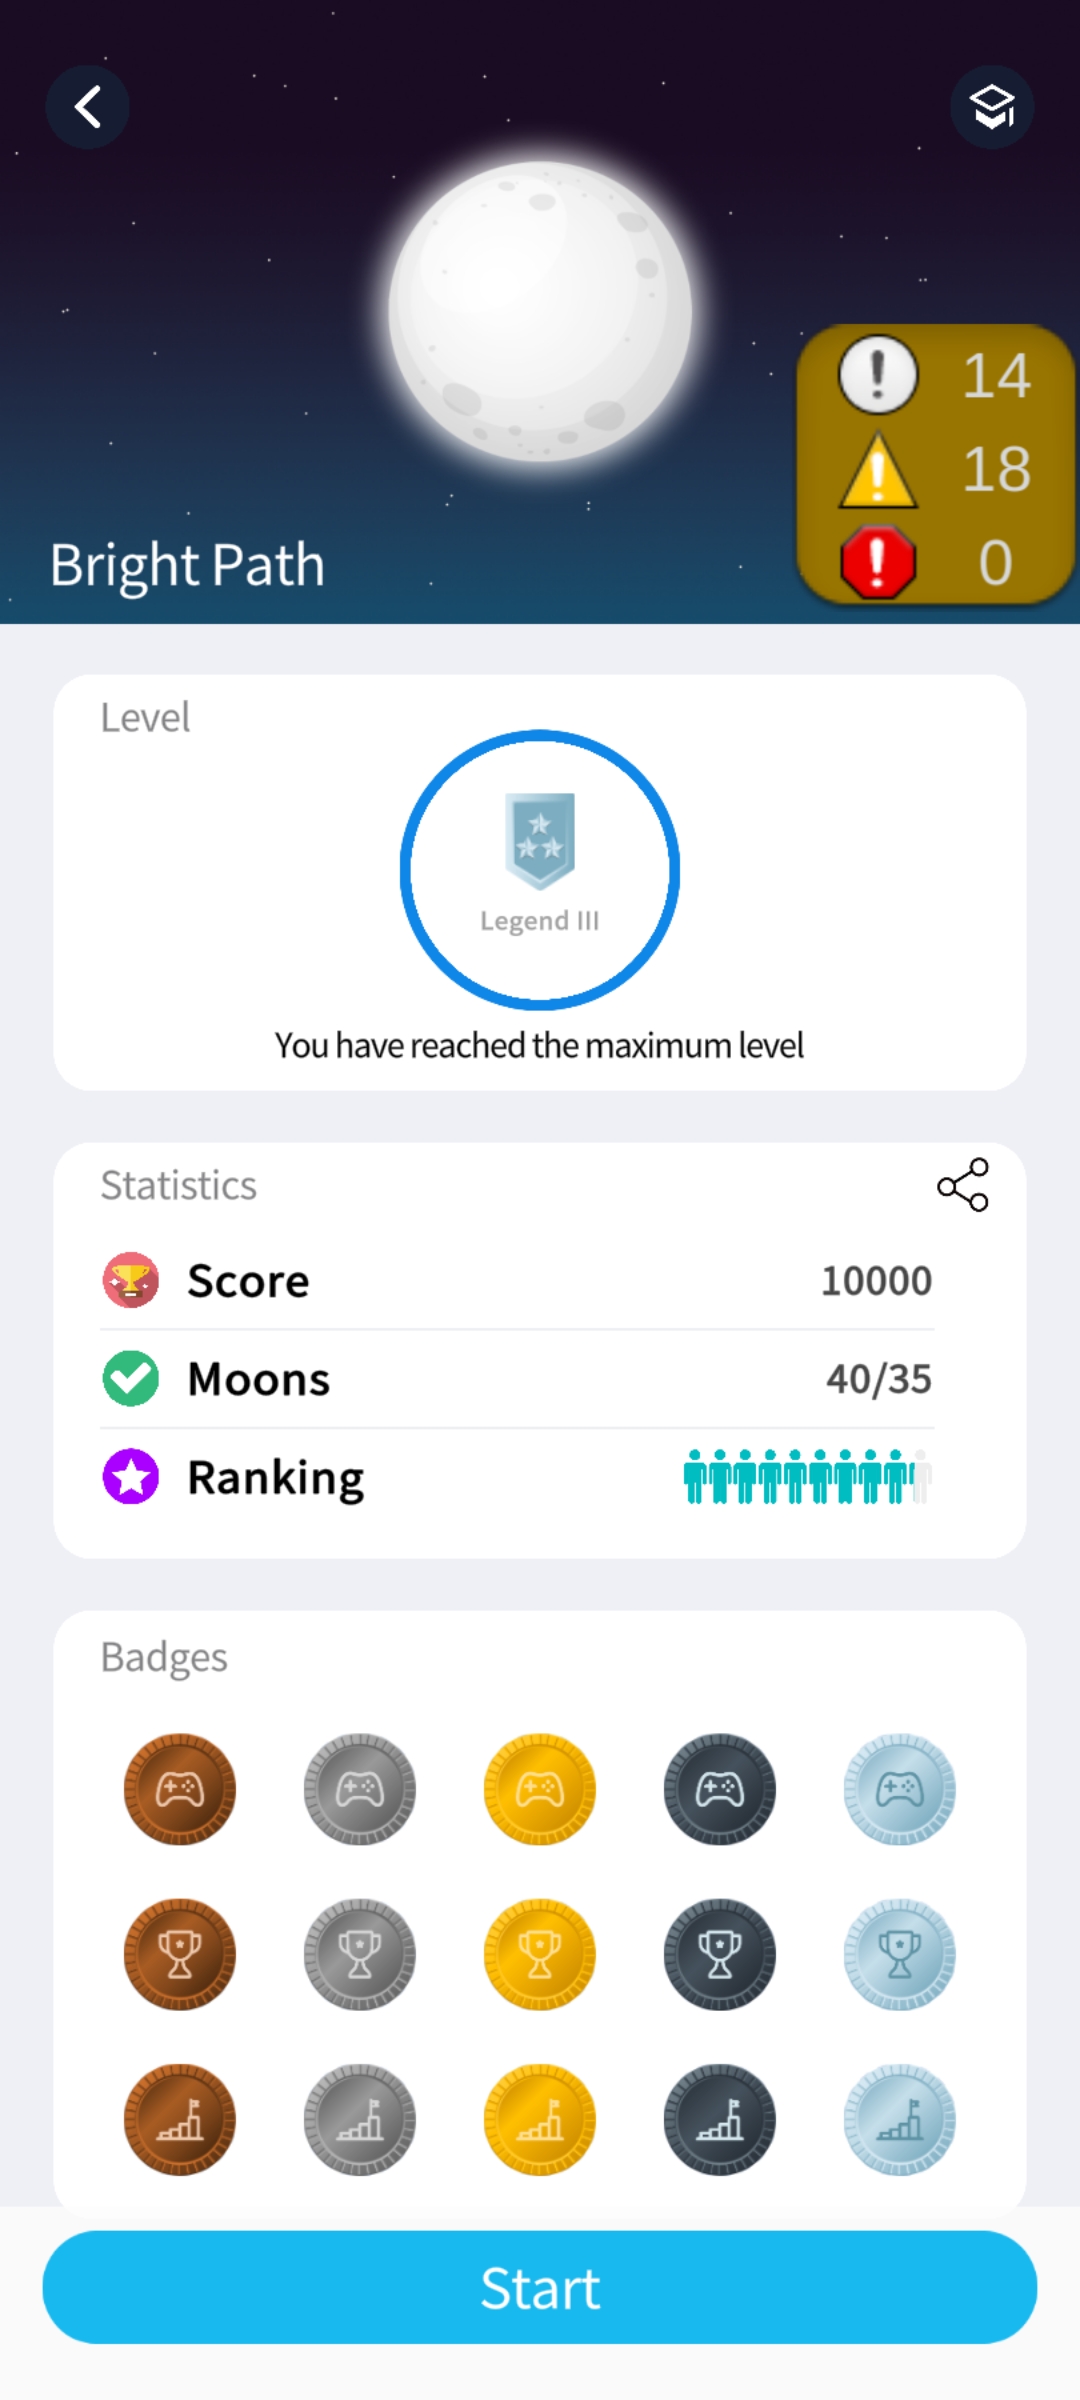 14
18
0
Bright Path
Level
Legend III
You have reached the maximum level
Statistics
Score 10000
Moons 40/35
Ranking
Badges
Start